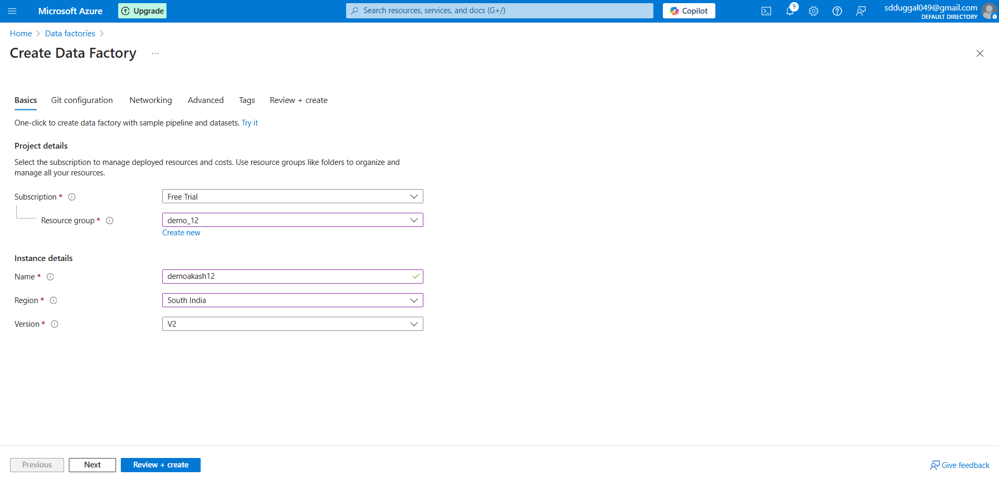 Microsoft Azure
Upgrade
Search resources, services, and docs (G+/)
Copilot
9
sdduggal049@gmail.com
DEFAULT DIRECTORY
Home > Data factories >
Create Data Factory ...
Basics Git configuration Networking Advanced Tags Review + create
One-click to create data factory with sample pipeline and datasets. Try it
Project details
Select the subscription to manage deployed resources and costs. Use resource groups like folders to organize and
manage all your resources.
Subscription * Free Trial
Resource group * demo_12
Create new
Instance details
Name * demoakash12
Region * South India
Version * V2
Previous Next Review + create Give feedback